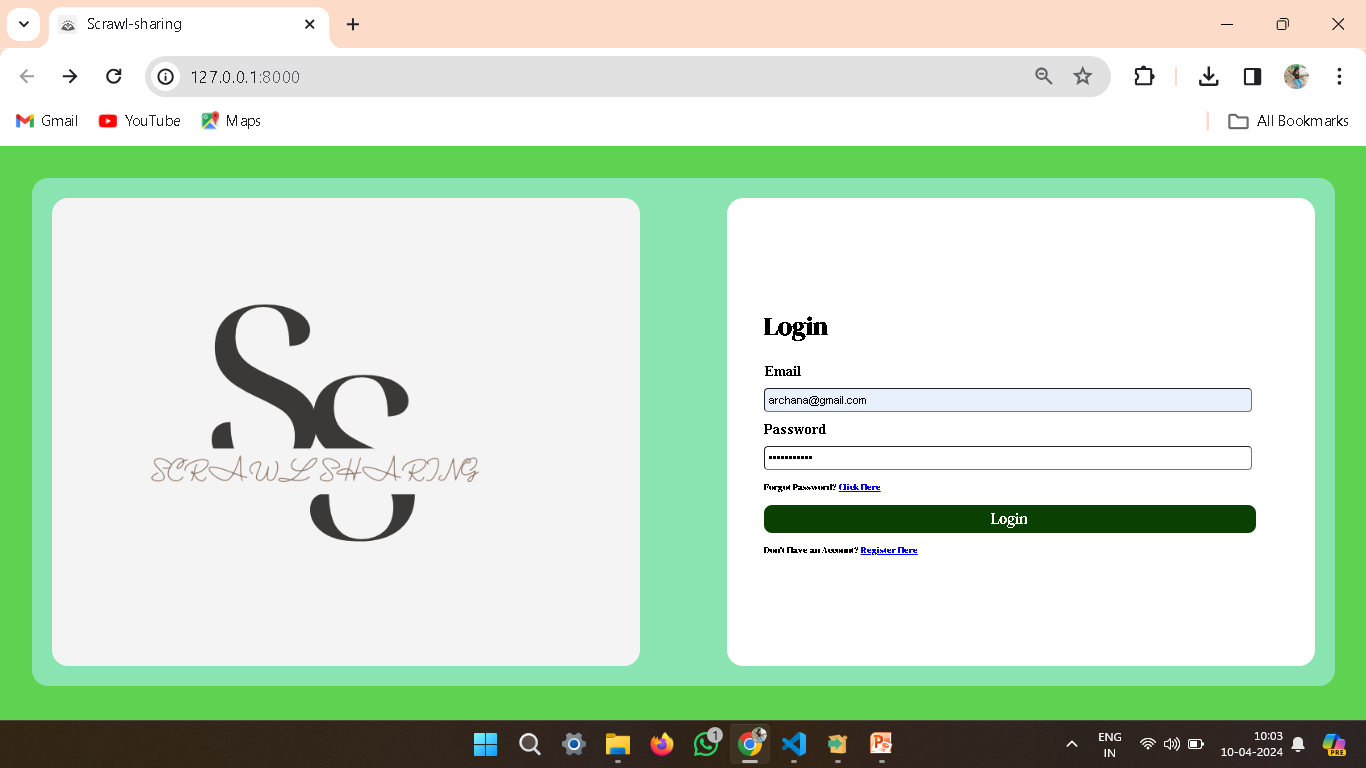 Scrawl-sharing
127.0.0.1:8000
Gmail YouTube Maps All Bookmarks
SS
SCRAWL SHARING
Login
Email
archana@gmail.com
Password
•••••••••••
Forgot Password? Click Here
Login
Don't Have an Account? Register Here
1
ENG
IN
10:03
10-04-2024
PRE